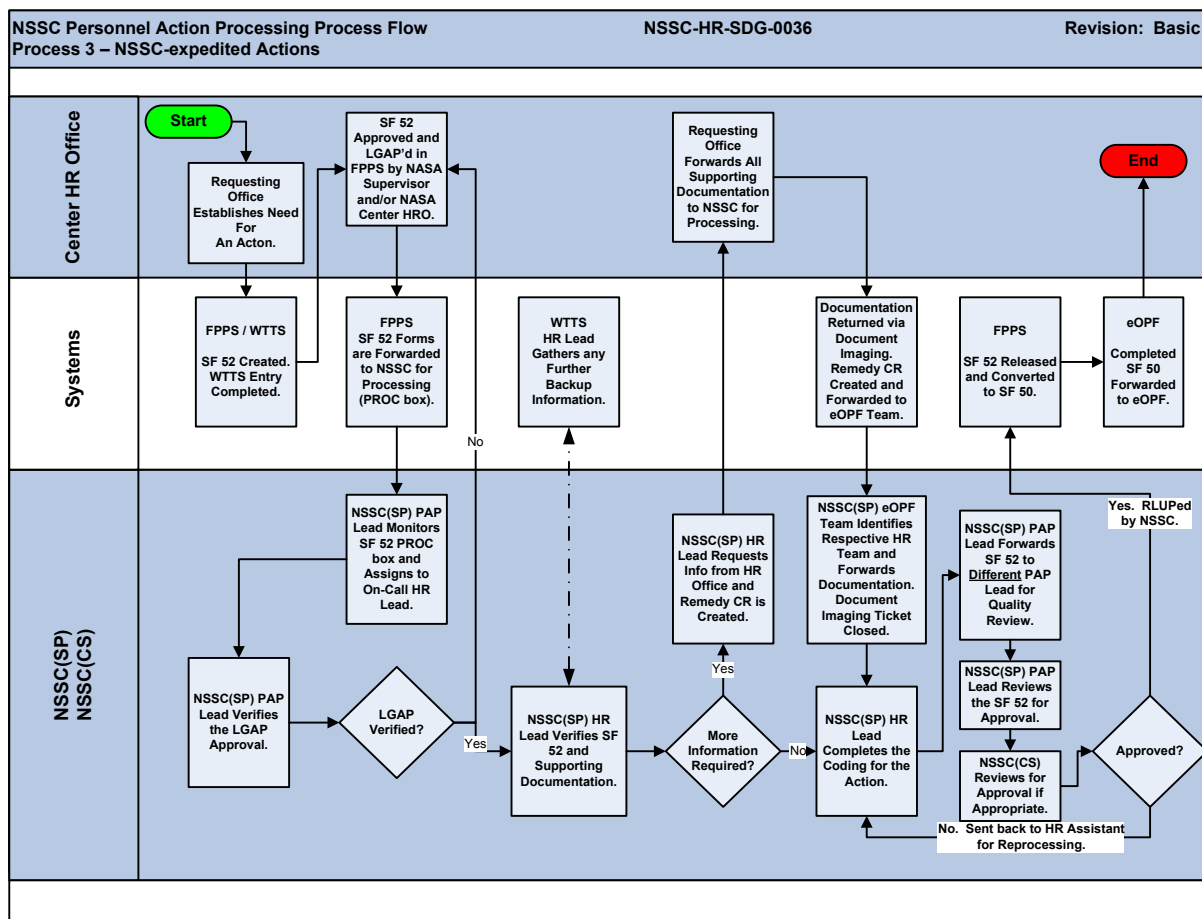 NSSC Personnel Action Processing Process Flow
NSSC-HR-SDG-0036
Revision: Basic
Process 3 – NSSC-expedited Actions
Center HR Office
Start
Requesting
Office
Establishes Need
For
An Acton.
SF 52
Approved and
LGAP'd in
FPPS by NASA
Supervisor
and/or NASA
Center HRO.
Requesting
Office
Forwards All
Supporting
Documentation
to NSSC for
Processing.
End
Systems
FPPS / WTTS
SF 52 Created.
WTTS Entry
Completed.
FPPS
SF 52 Forms
are Forwarded
to NSSC for
Processing
(PROC box).
WTTS
HR Lead
Gathers any
Further
Backup
Information.
Documentation
Returned via
Document
Imaging.
Remedy CR
Created and
Forwarded to
eOPF Team.
FPPS
SF 52 Released
and Converted
to SF 50.
eOPF
Completed
SF 50
Forwarded
to eOPF.
No
NSSC(SP)
NSSC(CS)
NSSC(SP) PAP
Lead Monitors
SF 52 PROC
box and
Assigns to
On-Call HR
Lead.
NSSC(SP) PAP
Lead Verifies
the LGAP
Approval.
LGAP
Verified?
Yes
NSSC(SP) HR
Lead Verifies SF
52 and
Supporting
Documentation.
NSSC(SP) HR
Lead Requests
Info from HR
Office and
Remedy CR is
Created.
Yes
More
Information
Required?
No
NSSC(SP) eOPF
Team Identifies
Respective HR
Team and
Forwards
Documentation.
Document
Imaging Ticket
Closed.
NSSC(SP) HR
Lead
Completes the
Coding for the
Action.
NSSC(SP) PAP
Lead Forwards
SF 52 to
Different PAP
Lead for
Quality
Review.
NSSC(SP) PAP
Lead Reviews
the SF 52 for
Approval.
NSSC(CS)
Reviews for
Approval if
Appropriate.
Approved?
Yes. RLUPed
by NSSC.
No. Sent back to HR Assistant
for Reprocessing.